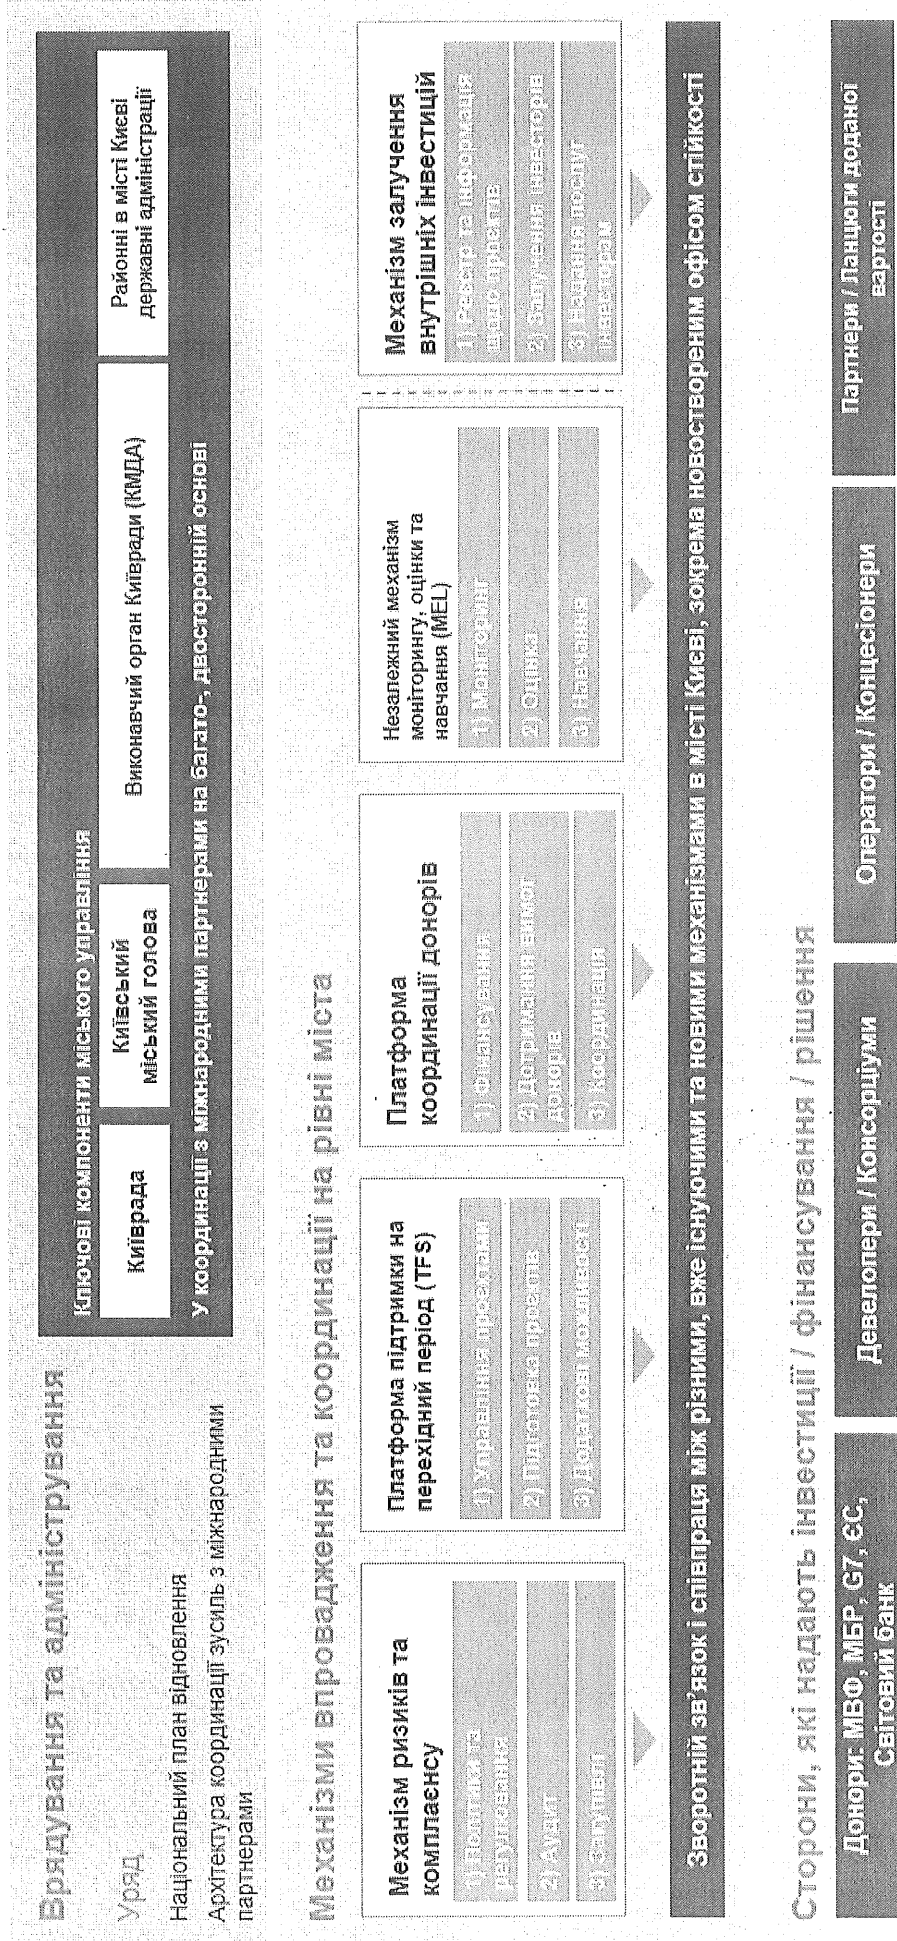 Врядування та адміністрування
Уряд
Національний план відновлення
Архітектура координації зусиль з міжнародними
партнерами
Ключові компоненти міського управління
Київрада
Київський
міський голова
Виконавчий орган Київради (КМДА)
Районні в місті Києві
державні адміністрації
У координації з міжнародними партнерами на багато-, двосторонній основі
Механізми впровадження та координації на рівні міста
Механізм ризиків та
комплаєнсу
1) Політики та
регулювання
2) Аудит
3) Закупівлі
Платформа підтримки на
перехідний період (TFS)
1) Управління проєктами
2) Підготовка проєктів
3) Додаткові можливості
Платформа
координації донорів
1) Фінансування
2) Дотримання вимог
донорів
3) Координація
Незалежний механізм
моніторингу, оцінки та
навчання (MEL)
1) Моніторинг
2) Оцінка
3) Навчання
Механізм залучення
внутрішніх інвестицій
1) Реєстр та інформація
щодо проєктів
2) Залучення інвесторів
3) Надання послуг
інвесторам
Зворотній зв'язок і співпраця між різними, вже існуючими та новими механізмами в місті Києві, зокрема новоствореним офісом стійкості
Сторони, які надають інвестиції / фінансування / рішення
Донори: МВФ, МБР, G7, ЄС,
Світовий банк
Девелопери / Консорціуми
Оператори / Концесіонери
Партнери / Ланцюги доданої
вартості